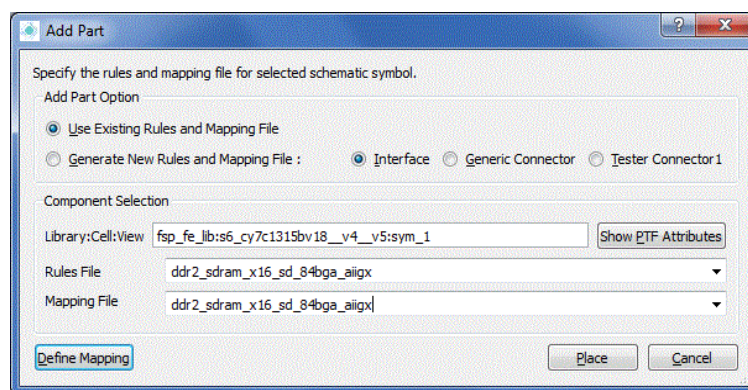 Add Part
Specify the rules and mapping file for selected schematic symbol.
Add Part Option
Use Existing Rules and Mapping File
Generate New Rules and Mapping File : Interface Generic Connector Tester Connector1
Component Selection
Library:Cell:View fsp_fe_lib:s6_cy7c1315bv18__v4__v5:sym_1 Show PTF Attributes
Rules File ddr2_sdram_x16_sd_84bga_aiigx
Mapping File ddr2_sdram_x16_sd_84bga_aiigx
Define Mapping Place Cancel